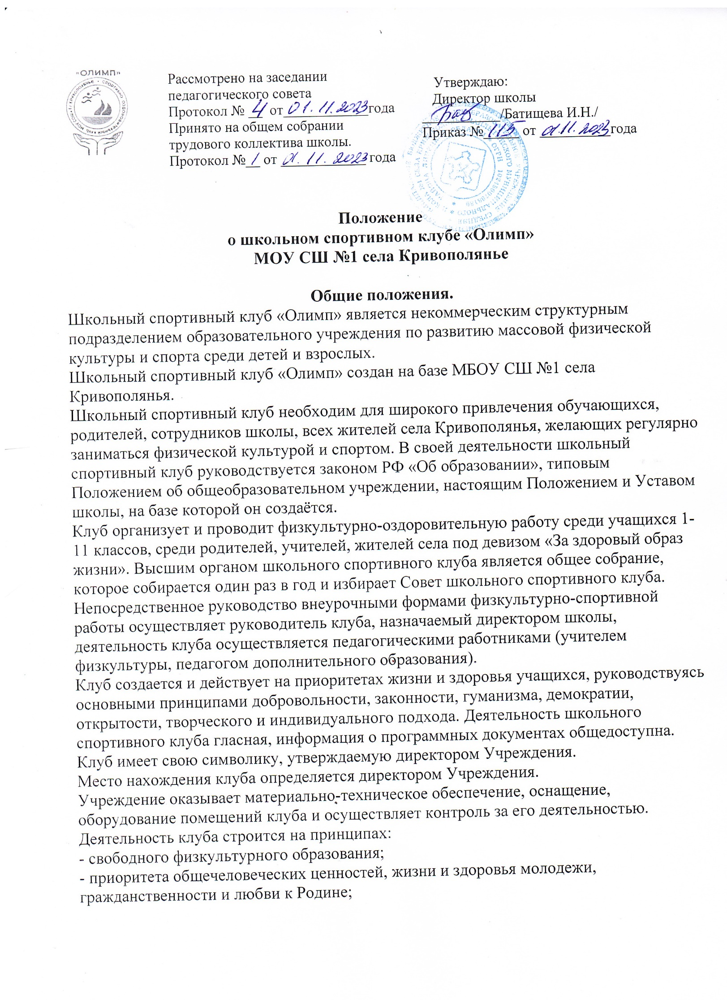 «ОЛИМП»
Рассмотрено на заседании
педагогического совета
Протокол № 4 от 01.11.2023 года
Принято на общем собрании
трудового коллектива школы.
Протокол № 1 от 01.11.2023 года
Утверждаю:
Директор школы
/Батищева И.Н./
Приказ № 115 от 01.11.2023 года
Положение
о школьном спортивном клубе «Олимп»
МОУ СШ №1 села Кривополянье
Общие положения.
Школьный спортивный клуб «Олимп» является некоммерческим структурным
подразделением образовательного учреждения по развитию массовой физической
культуры и спорта среди детей и взрослых.
Школьный спортивный клуб «Олимп» создан на базе МБОУ СШ №1 села
Кривополянья.
Школьный спортивный клуб необходим для широкого привлечения обучающихся,
родителей, сотрудников школы, всех жителей села Кривополянья, желающих регулярно
заниматься физической культурой и спортом. В своей деятельности школьный
спортивный клуб руководствуется законом РФ «Об образовании», типовым
Положением об общеобразовательном учреждении, настоящим Положением и Уставом
школы, на базе которой он создаётся.
Клуб организует и проводит физкультурно-оздоровительную работу среди учащихся 1-
11 классов, среди родителей, учителей, жителей села под девизом «За здоровый образ
жизни». Высшим органом школьного спортивного клуба является общее собрание,
которое собирается один раз в год и избирает Совет школьного спортивного клуба.
Непосредственное руководство внеурочными формами физкультурно-спортивной
работы осуществляет руководитель клуба, назначаемый директором школы,
деятельность клуба осуществляется педагогическими работниками (учителем
физкультуры, педагогом дополнительного образования).
Клуб создается и действует на приоритетах жизни и здоровья учащихся, руководствуясь
основными принципами добровольности, законности, гуманизма, демократии,
открытости, творческого и индивидуального подхода. Деятельность школьного
спортивного клуба гласная, информация о программных документах общедоступна.
Клуб имеет свою символику, утверждаемую директором Учреждения.
Место нахождения клуба определяется директором Учреждения.
Учреждение оказывает материально-техническое обеспечение, оснащение,
оборудование помещений клуба и осуществляет контроль за его деятельностью.
Деятельность клуба строится на принципах:
- свободного физкультурного образования;
- приоритета общечеловеческих ценностей, жизни и здоровья молодежи,
гражданственности и любви к Родине;